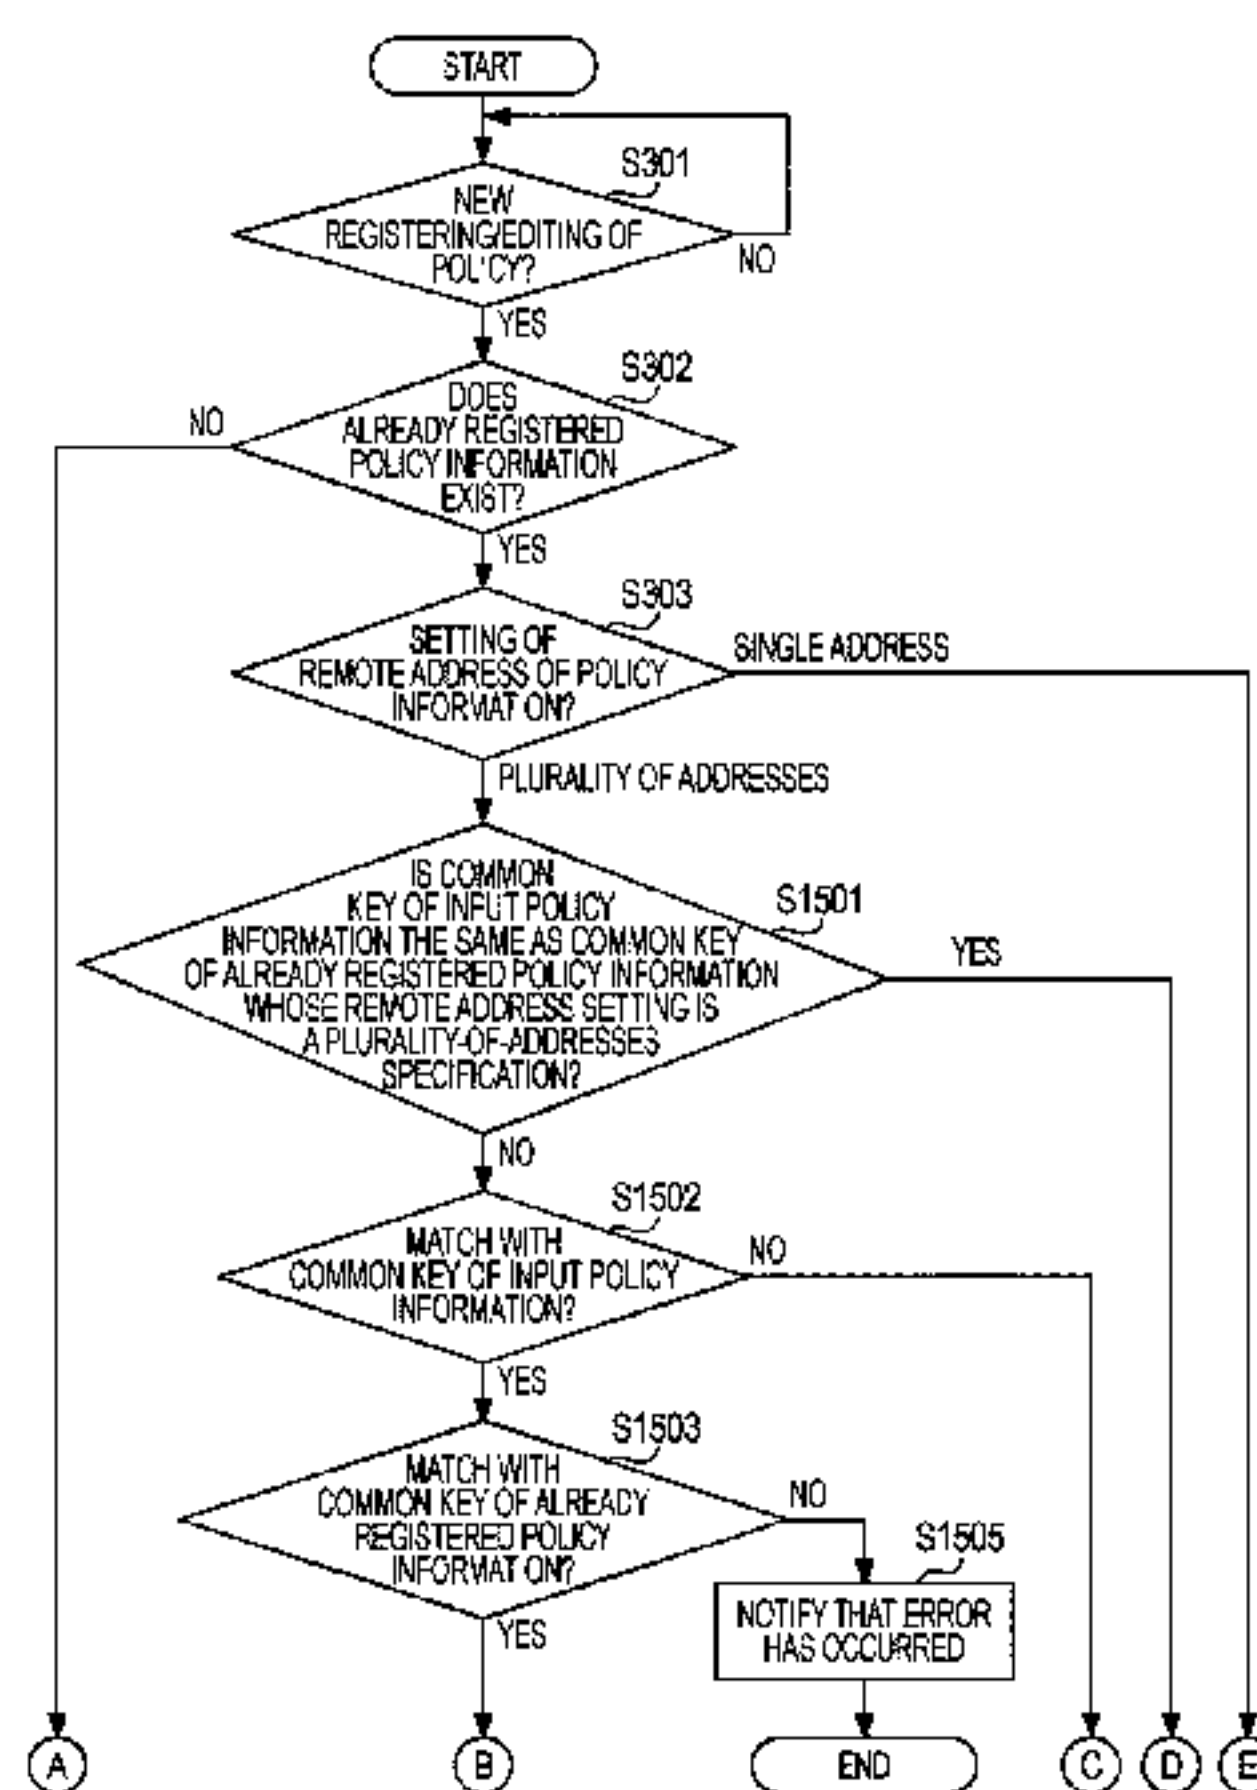 START
S301
NEW
REGISTERING/EDITING OF
POLICY?
NO
YES
S302
DOES
ALREADY REGISTERED
POLICY INFORMATION
EXIST?
NO
YES
S303
SETTING OF
REMOTE ADDRESS OF POLICY
INFORMATION?
SINGLE ADDRESS
PLURALITY OF ADDRESSES
S1501
IS COMMON
KEY OF INPUT POLICY
INFORMATION THE SAME AS COMMON KEY
OF ALREADY REGISTERED POLICY INFORMATION
WHOSE REMOTE ADDRESS SETTING IS
A PLURALITY-OF-ADDRESSES
SPECIFICATION?
YES
NO
S1502
MATCH WITH
COMMON KEY OF INPUT POLICY
INFORMATION?
NO
YES
S1503
MATCH WITH
COMMON KEY OF ALREADY
REGISTERED POLICY
INFORMATION?
NO
YES
S1505
NOTIFY THAT ERROR
HAS OCCURRED
A
B
END
C
D
E